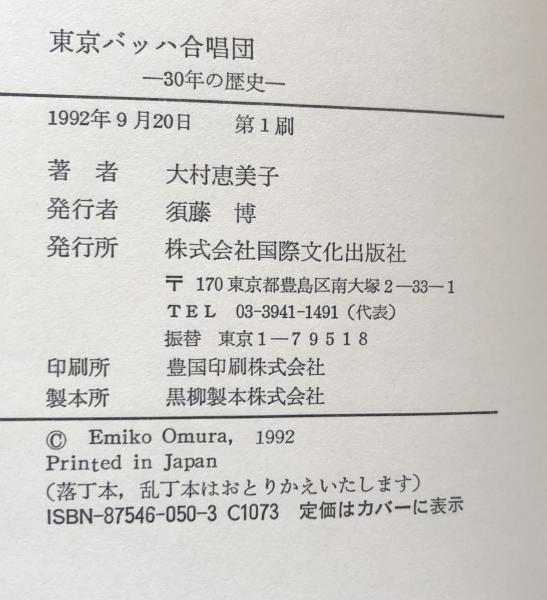 東京バッハ合唱団
―30年の歴史―
1992年9月20日　第1刷
著　者　大村恵美子
発行者　須藤　博
発行所　株式会社国際文化出版社
〒 170 東京都豊島区南大塚2―33―1
TEL　03-3941-1491（代表）
振替　東京1―79518
印刷所　豊国印刷株式会社
製本所　黒柳製本株式会社
© Emiko Omura, 1992
Printed in Japan
（落丁本，乱丁本はおとりかえいたします）
ISBN-87546-050-3 C1073　定価はカバーに表示